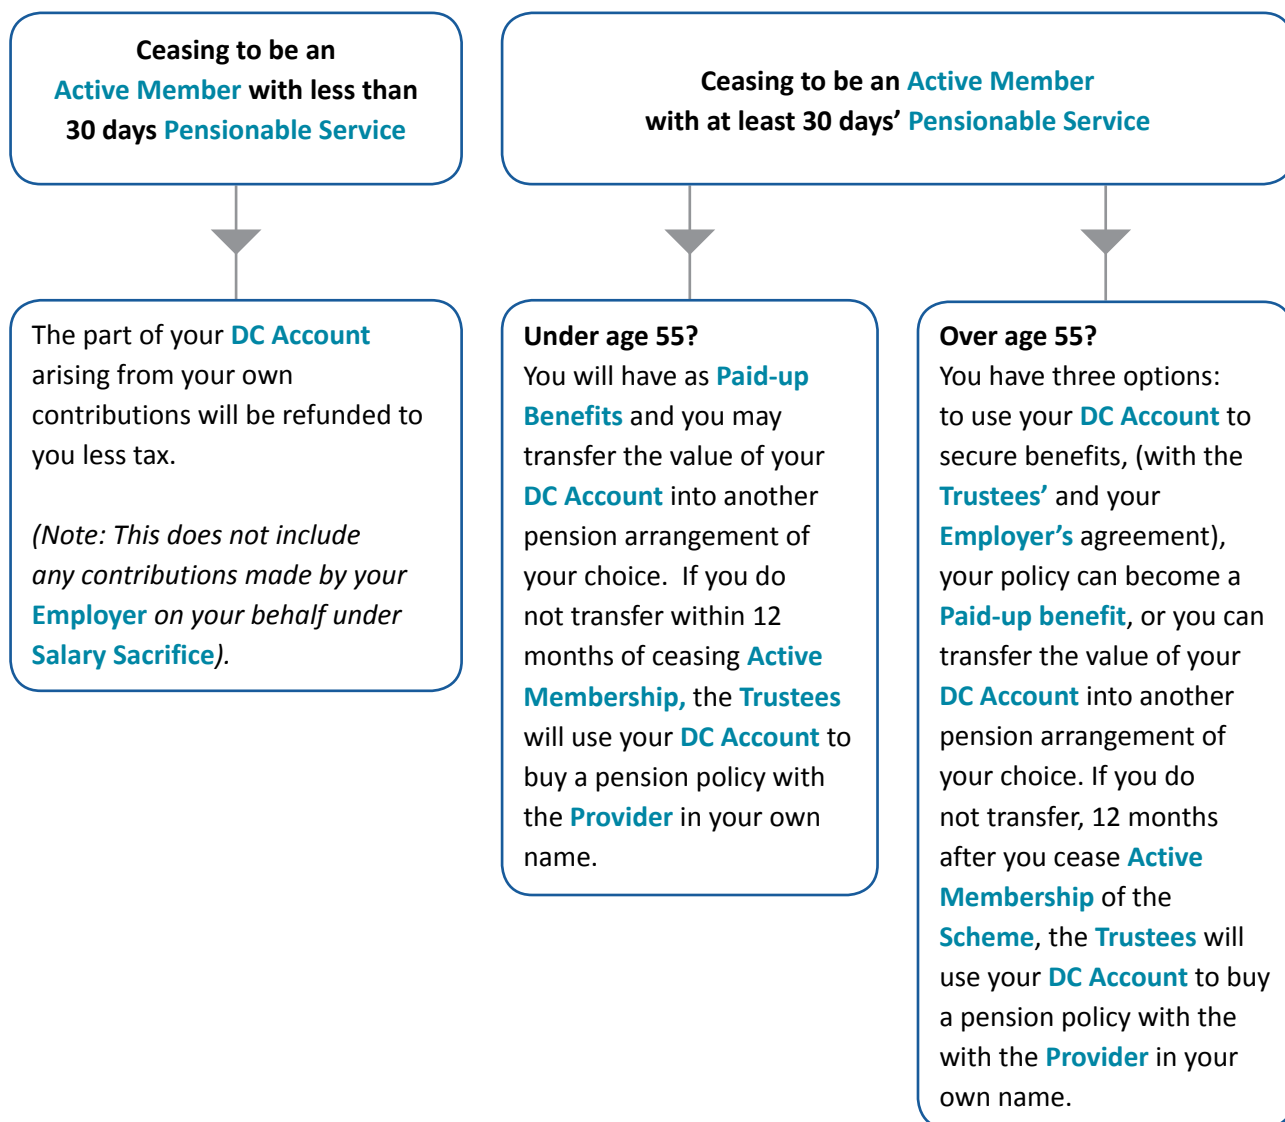 Ceasing to be an
Active Member with less than
30 days Pensionable Service
Ceasing to be an Active Member
with at least 30 days’ Pensionable Service
The part of your DC Account
arising from your own
contributions will be refunded to
you less tax.
(Note: This does not include
any contributions made by your
Employer on your behalf under
Salary Sacrifice).
Under age 55?
You will have as Paid-up
Benefits and you may
transfer the value of your
DC Account into another
pension arrangement of
your choice.  If you do
not transfer within 12
months of ceasing Active
Membership, the Trustees
will use your DC Account to
buy a pension policy with
the Provider in your own
name.
Over age 55?
You have three options:
to use your DC Account to
secure benefits, (with the
Trustees’ and your
Employer’s agreement),
your policy can become a
Paid-up benefit, or you can
transfer the value of your
DC Account into another
pension arrangement of
your choice. If you do
not transfer, 12 months
after you cease Active
Membership of the
Scheme, the Trustees will
use your DC Account to buy
a pension policy with the
with the Provider in your
own name.